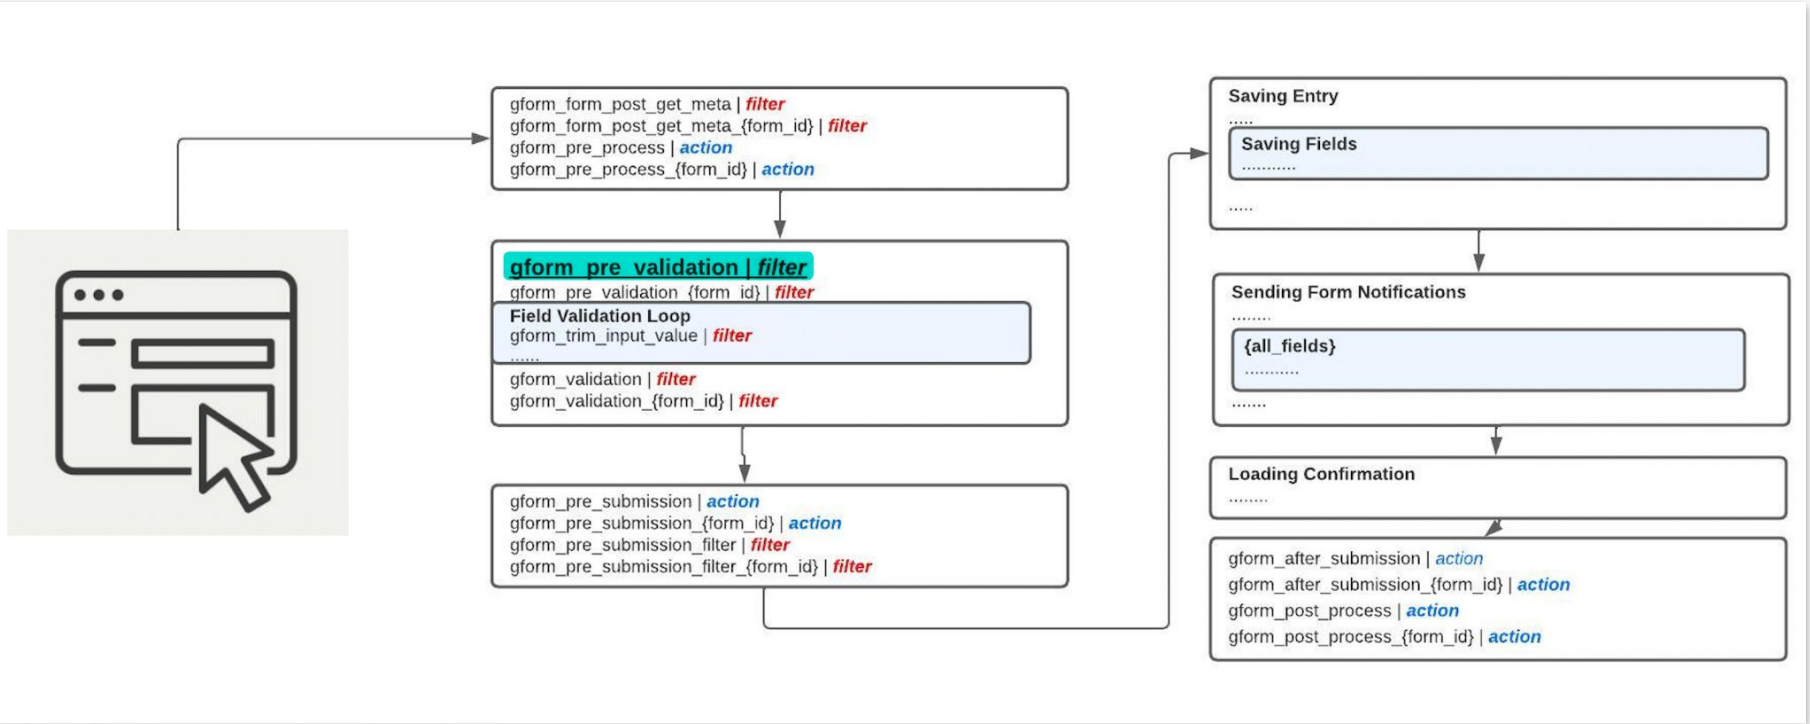 gform_form_post_get_meta | filter
gform_form_post_get_meta_{form_id} | filter
gform_pre_process | action
gform_pre_process_{form_id} | action
gform_pre_validation | filter
gform_pre_validation_{form_id} | filter
Field Validation Loop
gform_trim_input_value | filter
......
gform_validation | filter
gform_validation_{form_id} | filter
gform_pre_submission | action
gform_pre_submission_{form_id} | action
gform_pre_submission_filter | filter
gform_pre_submission_filter_{form_id} | filter
Saving Entry
.....
Saving Fields
...........
.....
Sending Form Notifications
........
{all_fields}
...........
.......
Loading Confirmation
........
gform_after_submission | action
gform_after_submission_{form_id} | action
gform_post_process | action
gform_post_process_{form_id} | action